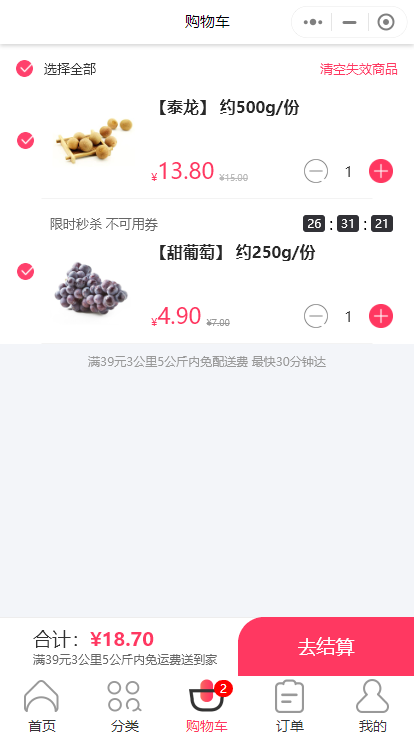 购物车
选择全部 清空失效商品
【泰龙】 约500g/份
¥13.80 ¥15.00 1
限时秒杀 不可用券 26 : 31 : 21
【甜葡萄】 约250g/份
¥4.90 ¥7.00 1
满39元3公里5公斤内免配送费 最快30分钟达
合计：¥18.70
满39元3公里5公斤内免运费送到家
去结算
2
首页 分类 购物车 订单 我的